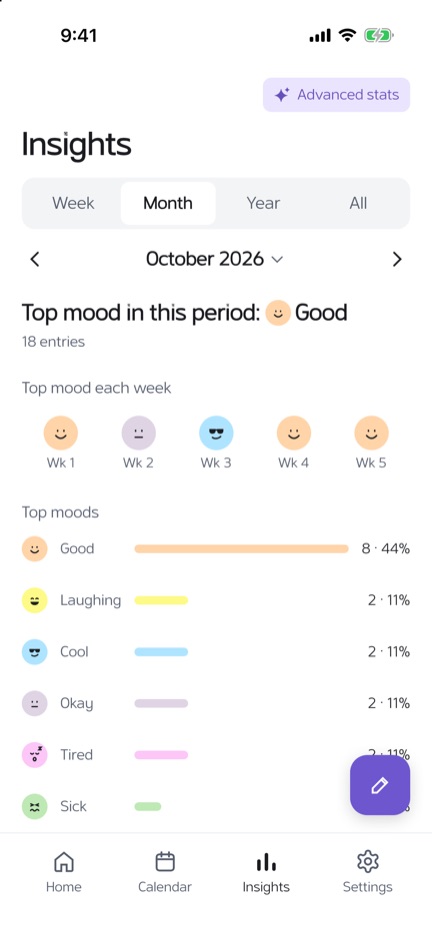 9:41
Advanced stats
Insights
Week Month Year All
October 2026
Top mood in this period: Good
18 entries
Top mood each week
Wk 1 Wk 2 Wk 3 Wk 4 Wk 5
Top moods
Good 8 · 44%
Laughing 2 · 11%
Cool 2 · 11%
Okay 2 · 11%
Tired 2 · 11%
Sick
Home Calendar Insights Settings